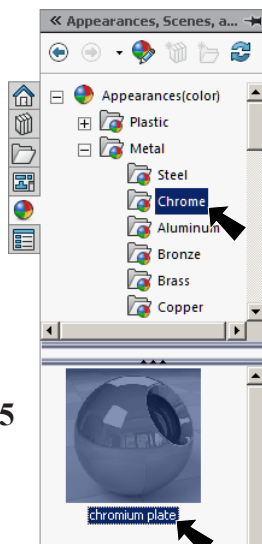 Appearances, Scenes, a...
Appearances(color)
Plastic
Metal
Steel
Chrome
Aluminum
Bronze
Brass
Copper
5
chromium plate